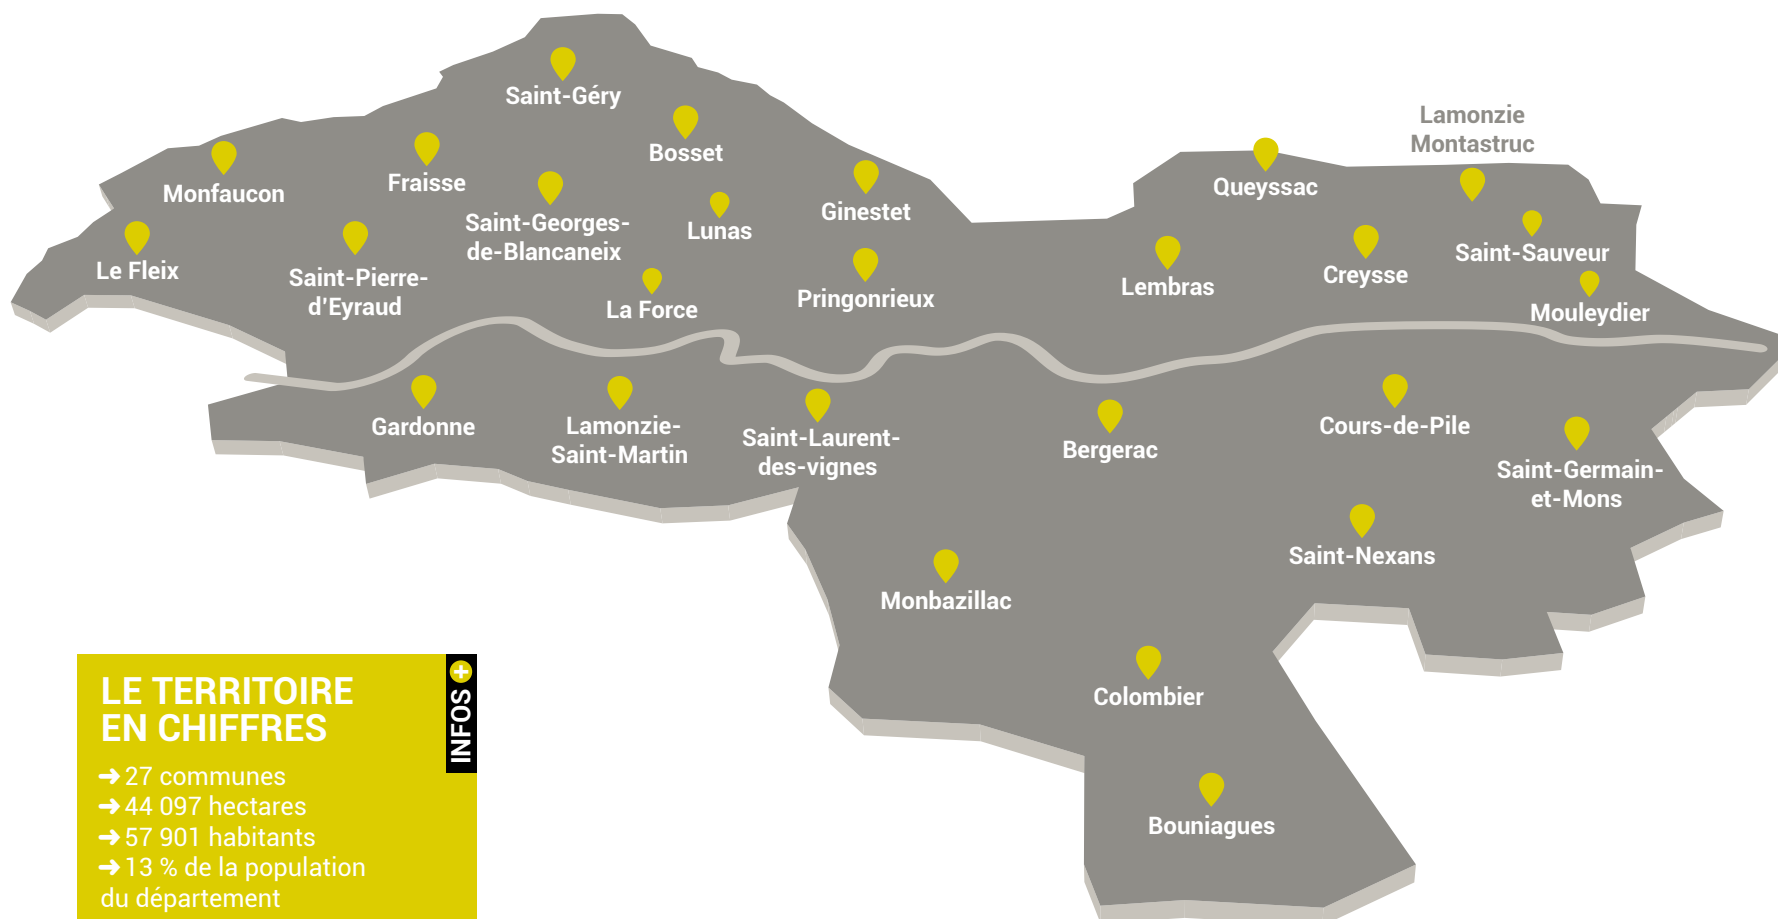 Saint-Géry
Lamonzie
Montastruc
Bosset
Fraisse
Monfaucon
Queyssac
Ginestet
Saint-Georges-
de-Blancaneix
Lunas
Saint-Sauveur
Le Fleix
Saint-Pierre-
d'Eyraud
Creysse
Lembras
Pringonrieux
La Force
Mouleydier
Gardonne
Lamonzie-
Saint-Martin
Saint-Laurent-
des-vignes
Bergerac
Cours-de-Pile
Saint-Germain-
et-Mons
Saint-Nexans
Monbazillac
Colombier
Bouniagues
LE TERRITOIRE
EN CHIFFRES
INFOS +
➔ 27 communes
➔ 44 097 hectares
➔ 57 901 habitants
➔ 13 % de la population
du département